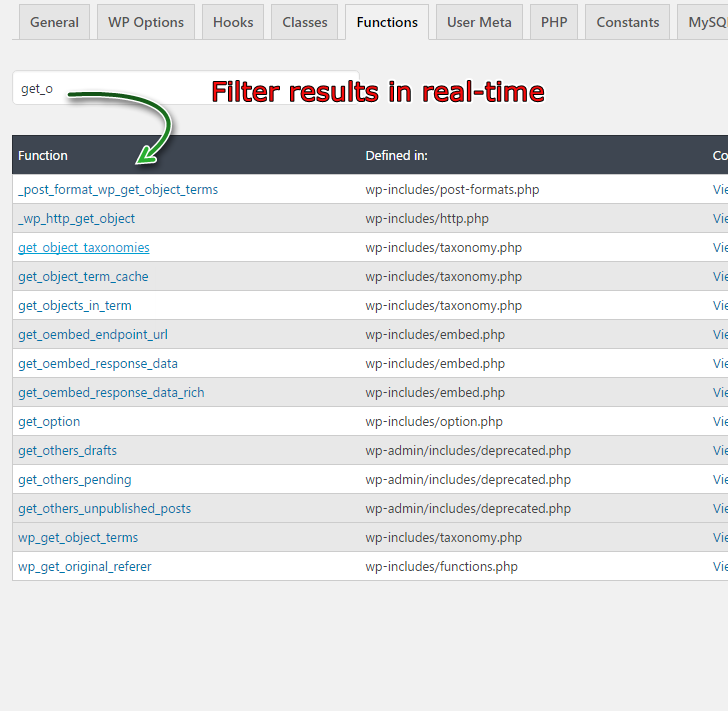 General WP Options Hooks Classes Functions User Meta PHP Constants MySQL
get_o Filter results in real-time
Function Defined in: Co
_post_format_wp_get_object_terms wp-includes/post-formats.php Vie
_wp_http_get_object wp-includes/http.php Vie
get_object_taxonomies wp-includes/taxonomy.php Vie
get_object_term_cache wp-includes/taxonomy.php Vie
get_objects_in_term wp-includes/taxonomy.php Vie
get_oembed_endpoint_url wp-includes/embed.php Vie
get_oembed_response_data wp-includes/embed.php Vie
get_oembed_response_data_rich wp-includes/embed.php Vie
get_option wp-includes/option.php Vie
get_others_drafts wp-admin/includes/deprecated.php Vie
get_others_pending wp-admin/includes/deprecated.php Vie
get_others_unpublished_posts wp-admin/includes/deprecated.php Vie
wp_get_object_terms wp-includes/taxonomy.php Vie
wp_get_original_referer wp-includes/functions.php Vie